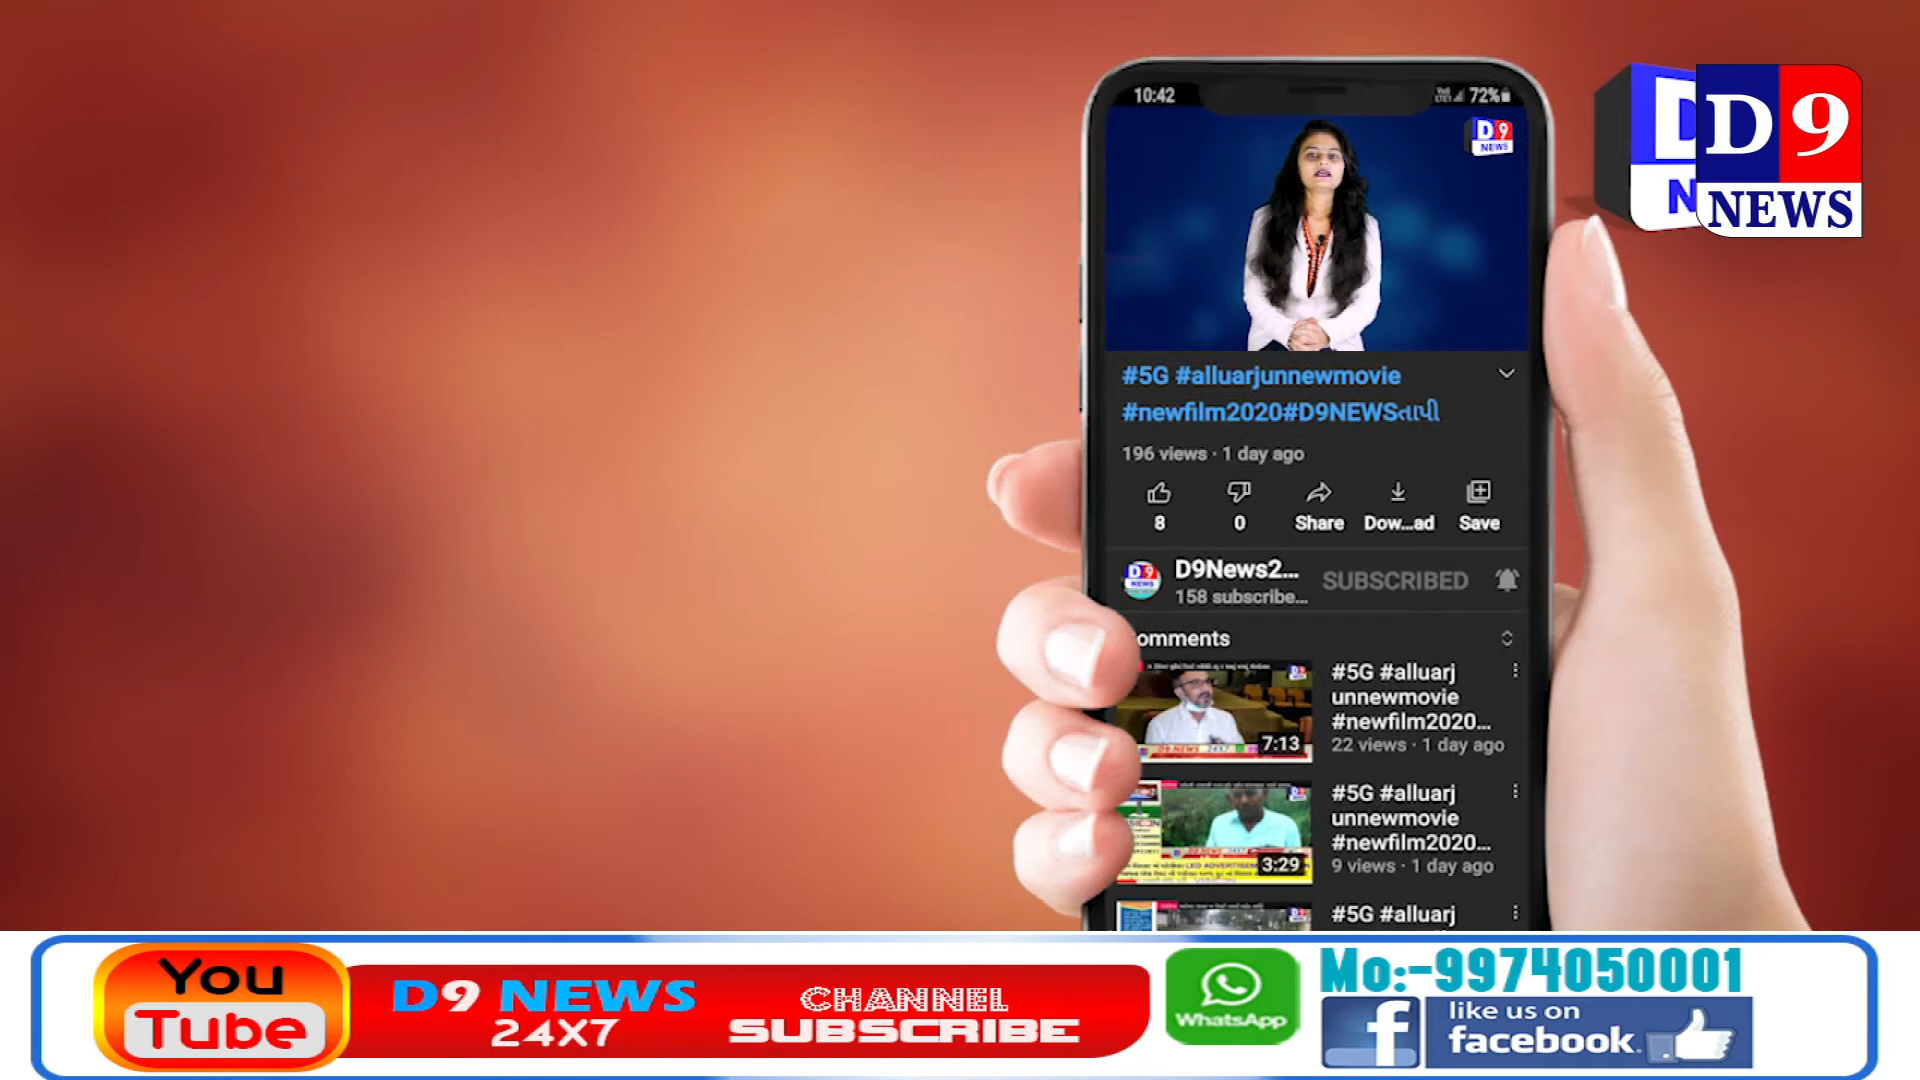 10:42
72%
D 9
NEWS
D 9
NEWS
#5G #alluarjunnewmovie
#newfilm2020#D9NEWSતાપી
196 views · 1 day ago
8
0
Share
Dow...ad
Save
D9News2...
SUBSCRIBED
158 subscribe...
omments
#5G #alluarj
unnewmovie
#newfilm2020...
22 views · 1 day ago
7:13
#5G #alluarj
unnewmovie
#newfilm2020...
9 views · 1 day ago
3:29
#5G #alluarj
You
Tube
D9 NEWS
24X7
CHANNEL
SUBSCRIBE
WhatsApp
Mo:-9974050001
f
like us on
facebook.